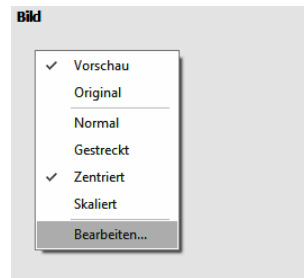 Bild
Vorschau
Original
Normal
Gestreckt
Zentriert
Skaliert
Bearbeiten...